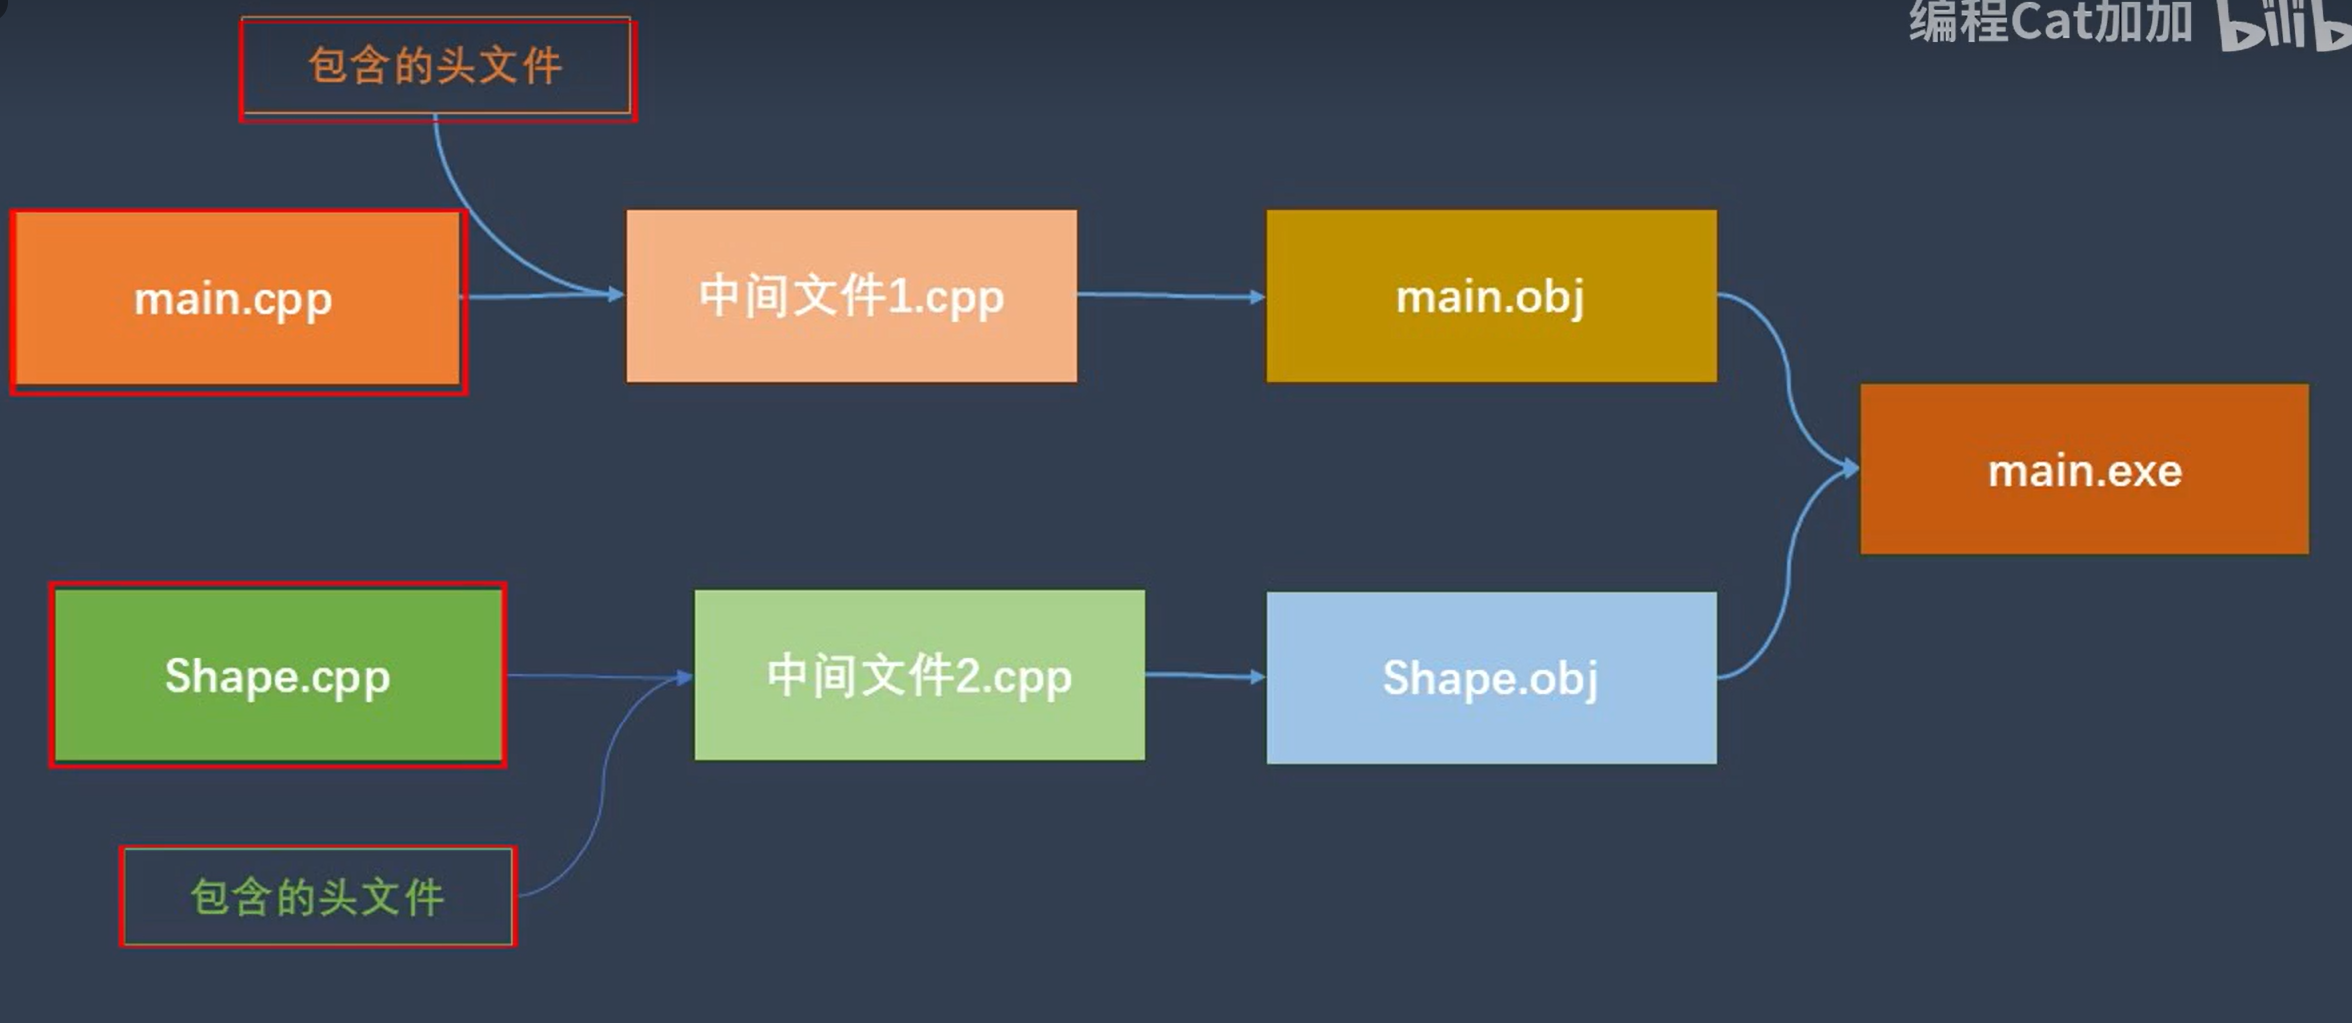 编程Cat加加
包含的头文件
main.cpp
中间文件1.cpp
main.obj
main.exe
Shape.cpp
中间文件2.cpp
Shape.obj
包含的头文件